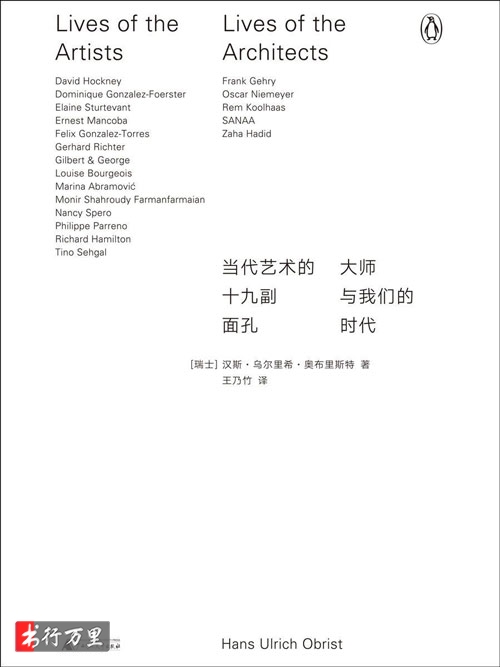 Lives of the
Artists
David Hockney
Dominique Gonzalez-Foerster
Elaine Sturtevant
Ernest Mancoba
Felix Gonzalez-Torres
Gerhard Richter
Gilbert & George
Louise Bourgeois
Marina Abramović
Monir Shahroudy Farmanfarmaian
Nancy Spero
Philippe Parreno
Richard Hamilton
Tino Sehgal
Lives of the
Architects
Frank Gehry
Oscar Niemeyer
Rem Koolhaas
SANAA
Zaha Hadid
当代艺术的
十九副
面孔
大师
与我们的
时代
[瑞士] 汉斯·乌尔里希·奥布里斯特 著
王乃竹 译
书行万里
Hans Ulrich Obrist